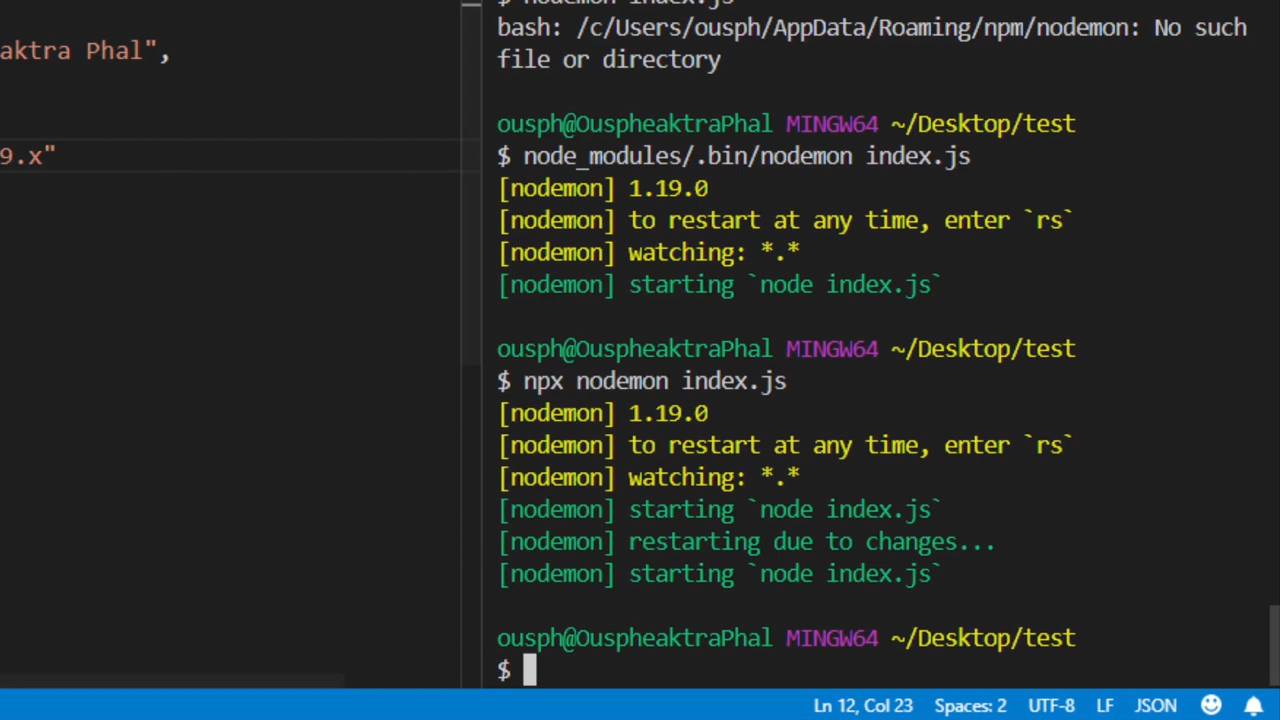 nodemon index.js
bash: /c/Users/ousph/AppData/Roaming/npm/nodemon: No such
file or directory
aktra Phal",
9.x"
ousph@OuspheaktraPhal MINGW64 ~/Desktop/test
$ node_modules/.bin/nodemon index.js
[nodemon] 1.19.0
[nodemon] to restart at any time, enter `rs`
[nodemon] watching: *.*
[nodemon] starting `node index.js`
ousph@OuspheaktraPhal MINGW64 ~/Desktop/test
$ npx nodemon index.js
[nodemon] 1.19.0
[nodemon] to restart at any time, enter `rs`
[nodemon] watching: *.*
[nodemon] starting `node index.js`
[nodemon] restarting due to changes...
[nodemon] starting `node index.js`
ousph@OuspheaktraPhal MINGW64 ~/Desktop/test
$
Ln 12, Col 23 Spaces: 2 UTF-8 LF JSON